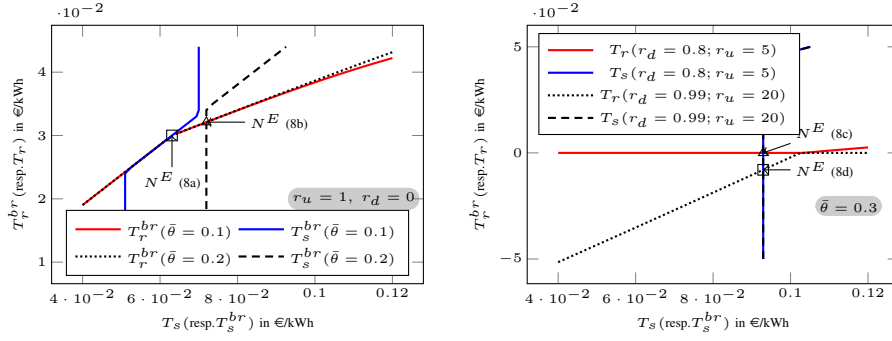 ·10⁻²
4
3
2
1
T_r^{br} (resp. T_r) in €/kWh
N^E (8b)
N^E (8a)
r_u = 1, r_d = 0
T_r^{br}(θ̄ = 0.1) T_s^{br}(θ̄ = 0.1)
T_r^{br}(θ̄ = 0.2) T_s^{br}(θ̄ = 0.2)
4 · 10⁻² 6 · 10⁻² 8 · 10⁻² 0.1 0.12
T_s (resp. T_s^{br}) in €/kWh
·10⁻²
5
0
−5
T_r^{br} (resp. T_r) in €/kWh
T_r(r_d = 0.8; r_u = 5)
T_s(r_d = 0.8; r_u = 5)
T_r(r_d = 0.99; r_u = 20)
T_s(r_d = 0.99; r_u = 20)
N^E (8c)
N^E (8d)
θ̄ = 0.3
4 · 10⁻² 6 · 10⁻² 8 · 10⁻² 0.1 0.12
T_s (resp. T_s^{br}) in €/kWh